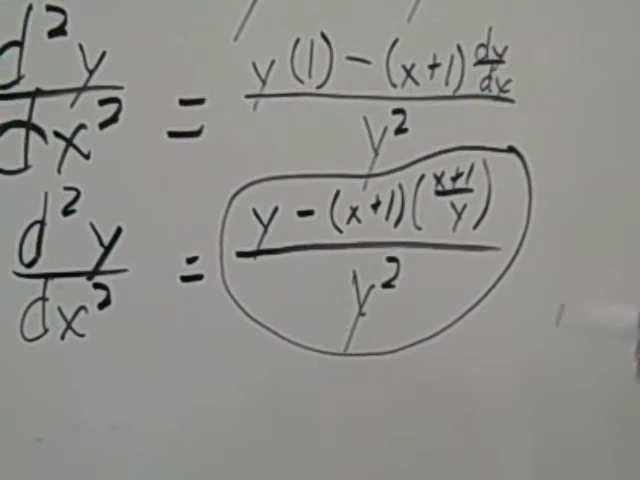 d²y/dx² = (y(1) - (x+1) dy/dx)/y²
d²y/dx² = (y - (x+1)((x+1)/y))/y²